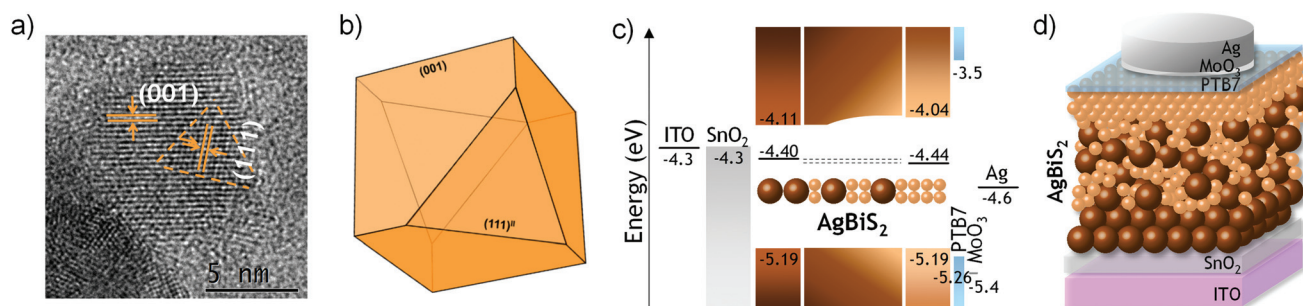 a)
(001)
(111)
5 nm
b)
(001)
(111)"
c)
Energy (eV)
ITO
-4.3
SnO2
-4.3
-4.11
-4.04
-3.5
-4.40
-4.44
AgBiS2
-5.19
-5.19
-5.26
-5.4
PTB7
MoO3
Ag
-4.6
d)
Ag
MoO3
PTB7
AgBiS2
SnO2
ITO